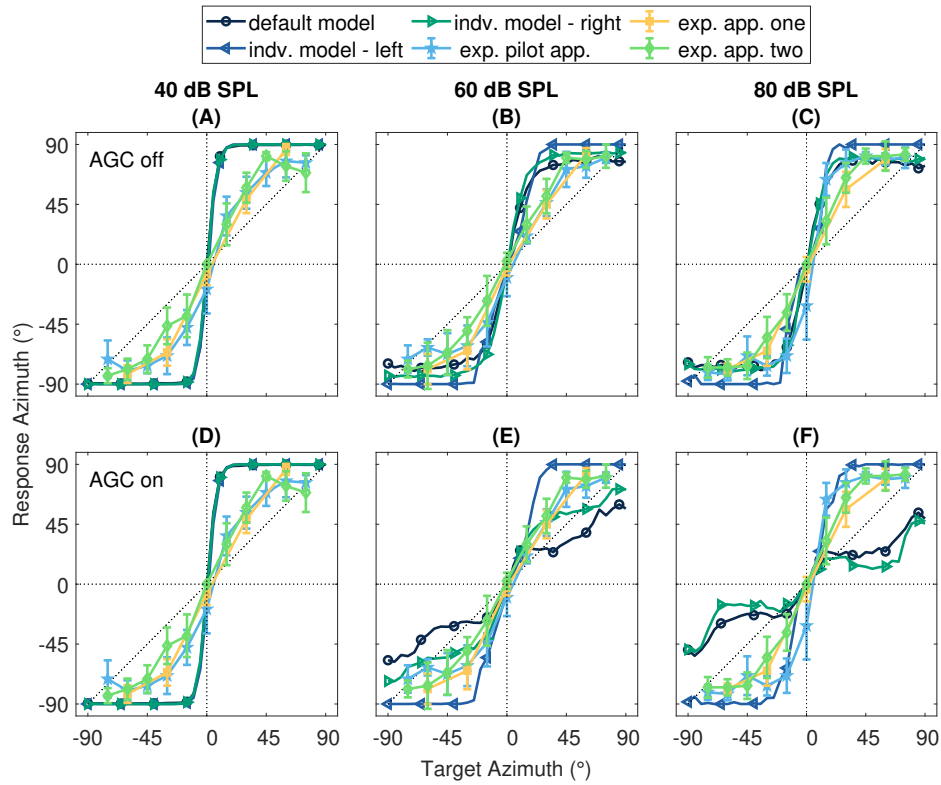 default model
indv. model - right
exp. app. one
indv. model - left
exp. pilot app.
exp. app. two
40 dB SPL
60 dB SPL
80 dB SPL
(A)
(B)
(C)
AGC off
90
45
0
-45
-90
(D)
(E)
(F)
AGC on
90
45
0
-45
-90
Response Azimuth (°)
-90 -45 0 45 90
-90 -45 0 45 90
-90 -45 0 45 90
Target Azimuth (°)